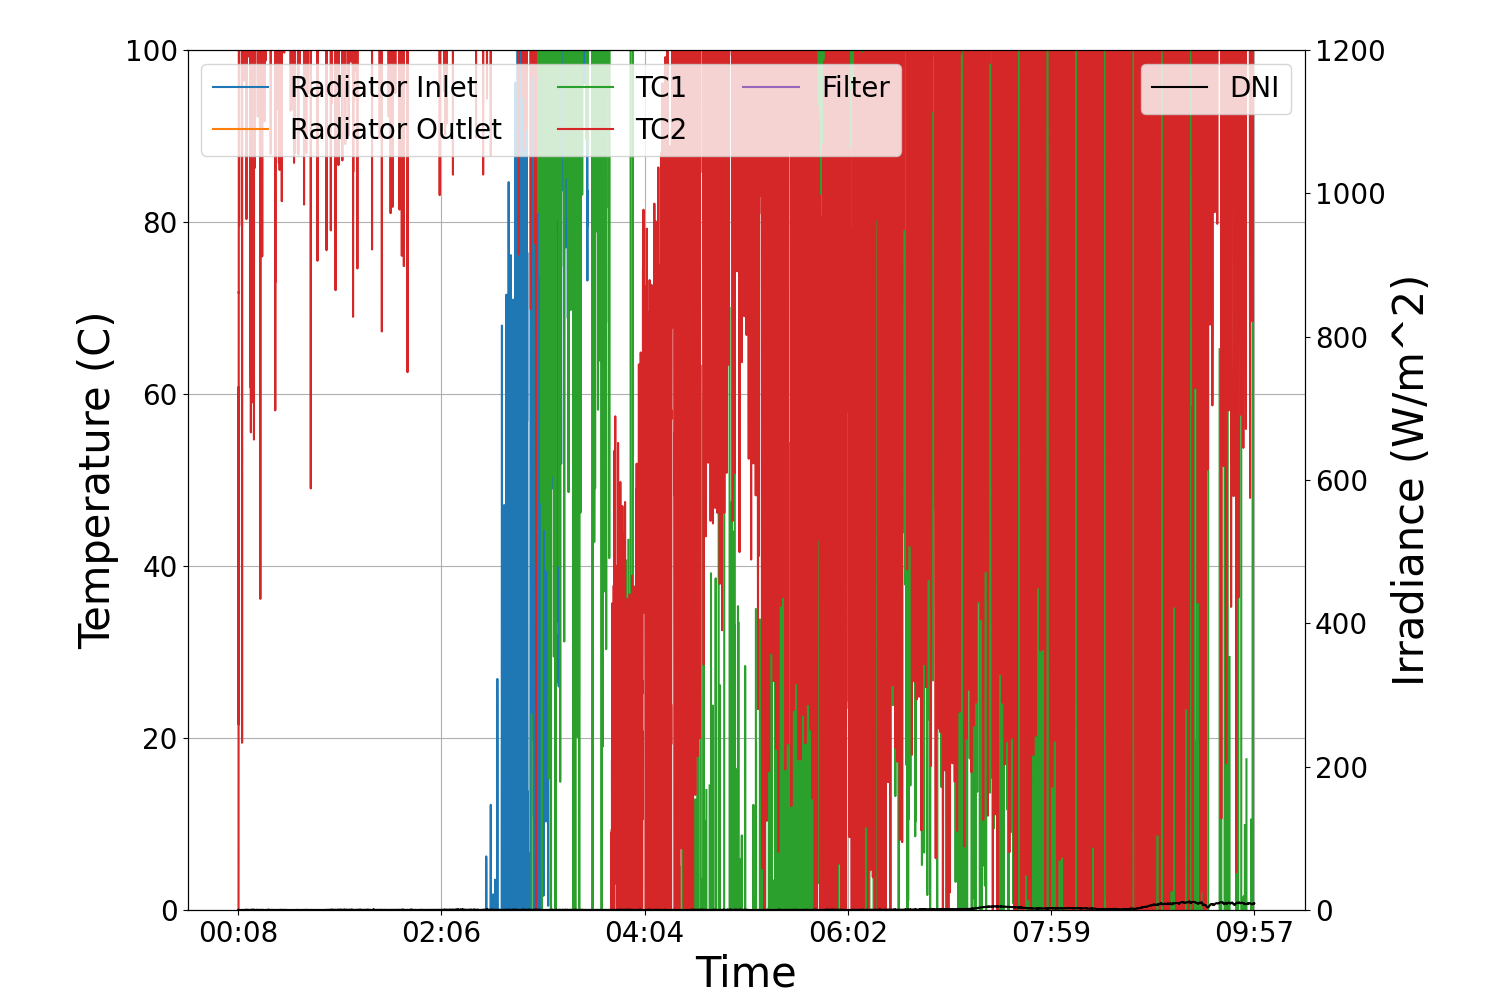 Radiator Inlet
Radiator Outlet
TC1
TC2
Filter
DNI
100
80
60
40
20
0
Temperature (C)
1200
1000
800
600
400
200
0
Irradiance (W/m^2)
00:08 02:06 04:04 06:02 07:59 09:57
Time